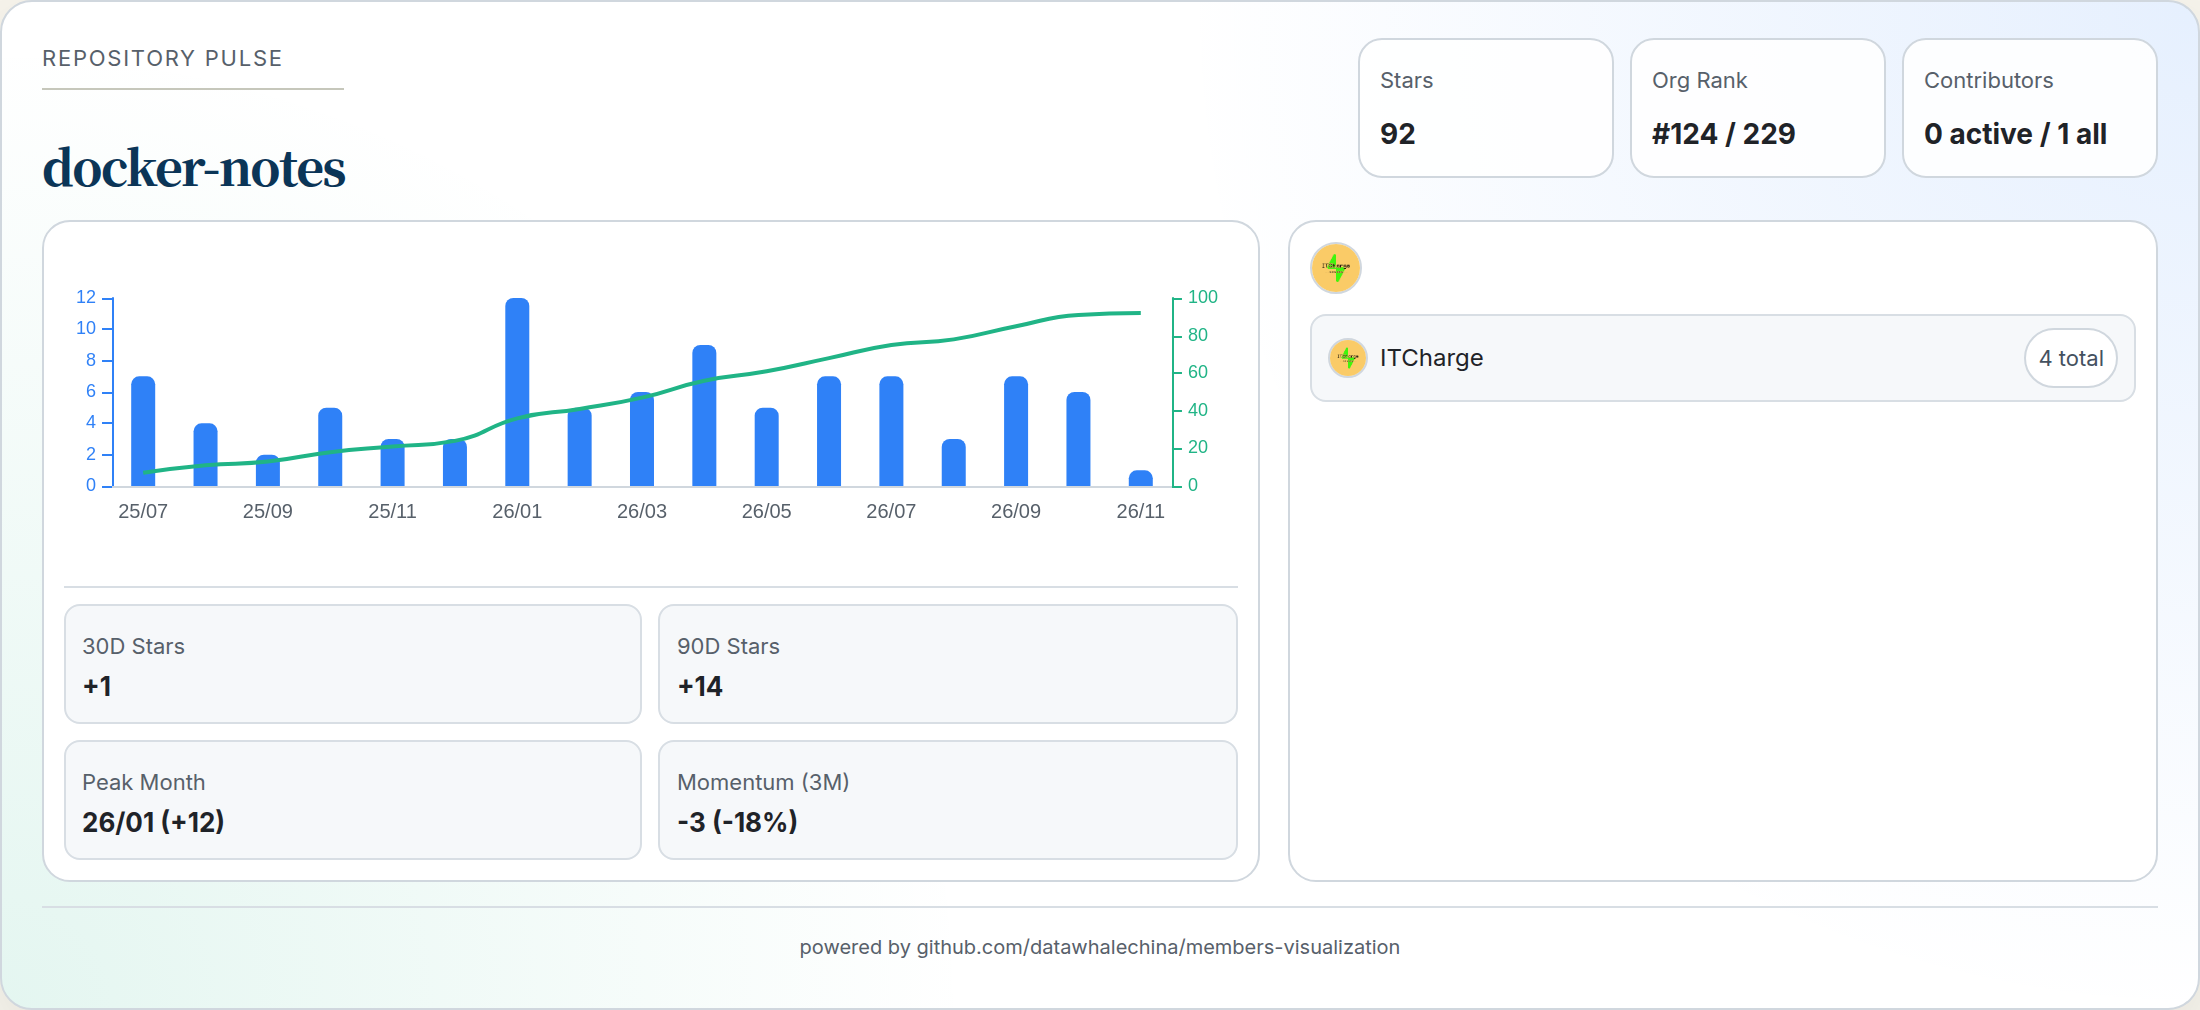 REPOSITORY PULSE
docker-notes
Stars
92
Org Rank
#124 / 229
Contributors
0 active / 1 all
12
10
8
6
4
2
0
100
80
60
40
20
0
25/07 25/09 25/11 26/01 26/03 26/05 26/07 26/09 26/11
30D Stars
+1
90D Stars
+14
Peak Month
26/01 (+12)
Momentum (3M)
-3 (-18%)
ITCharge
ITCharge
ITCharge
4 total
powered by github.com/datawhalechina/members-visualization